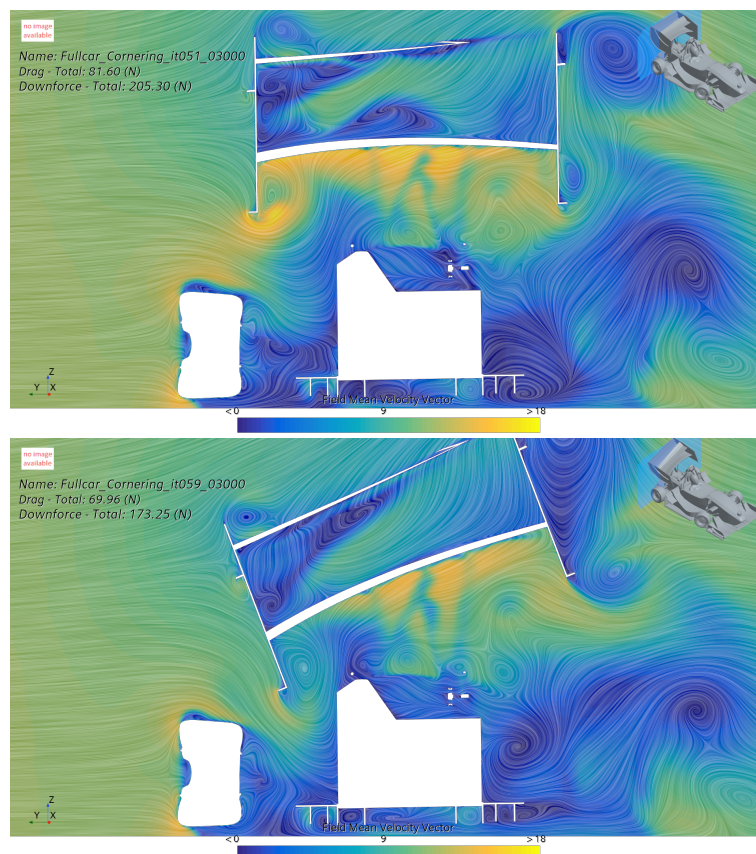 no image
available
Name: Fullcar_Cornering_it051_03000
Drag - Total: 81.60 (N)
Downforce - Total: 205.30 (N)
Z
Y X
Field Mean Velocity Vector
<0 9 >18
no image
available
Name: Fullcar_Cornering_it059_03000
Drag - Total: 69.96 (N)
Downforce - Total: 173.25 (N)
Z
Y X
Field Mean Velocity Vector
<0 9 >18